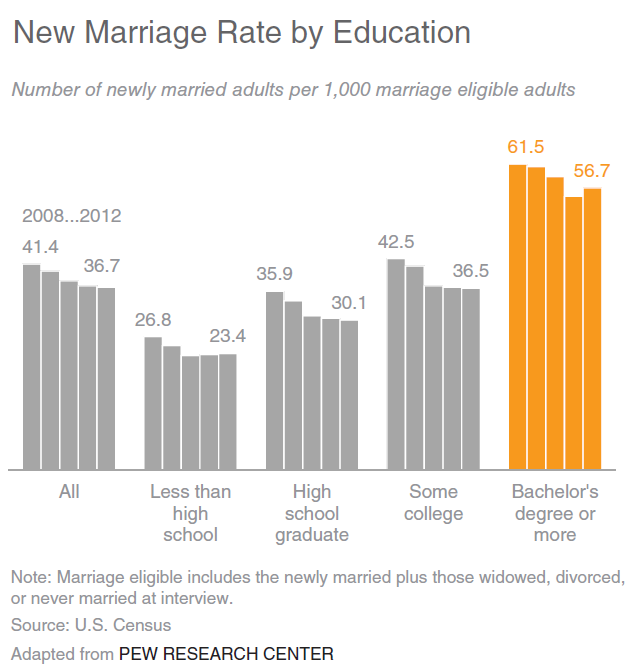 New Marriage Rate by Education
Number of newly married adults per 1,000 marriage eligible adults
61.5
56.7
2008...2012
41.4
36.7
26.8
23.4
35.9
30.1
42.5
36.5
All
Less than
high
school
High
school
graduate
Some
college
Bachelor's
degree or
more
Note: Marriage eligible includes the newly married plus those widowed, divorced,
or never married at interview.
Source: U.S. Census
Adapted from PEW RESEARCH CENTER